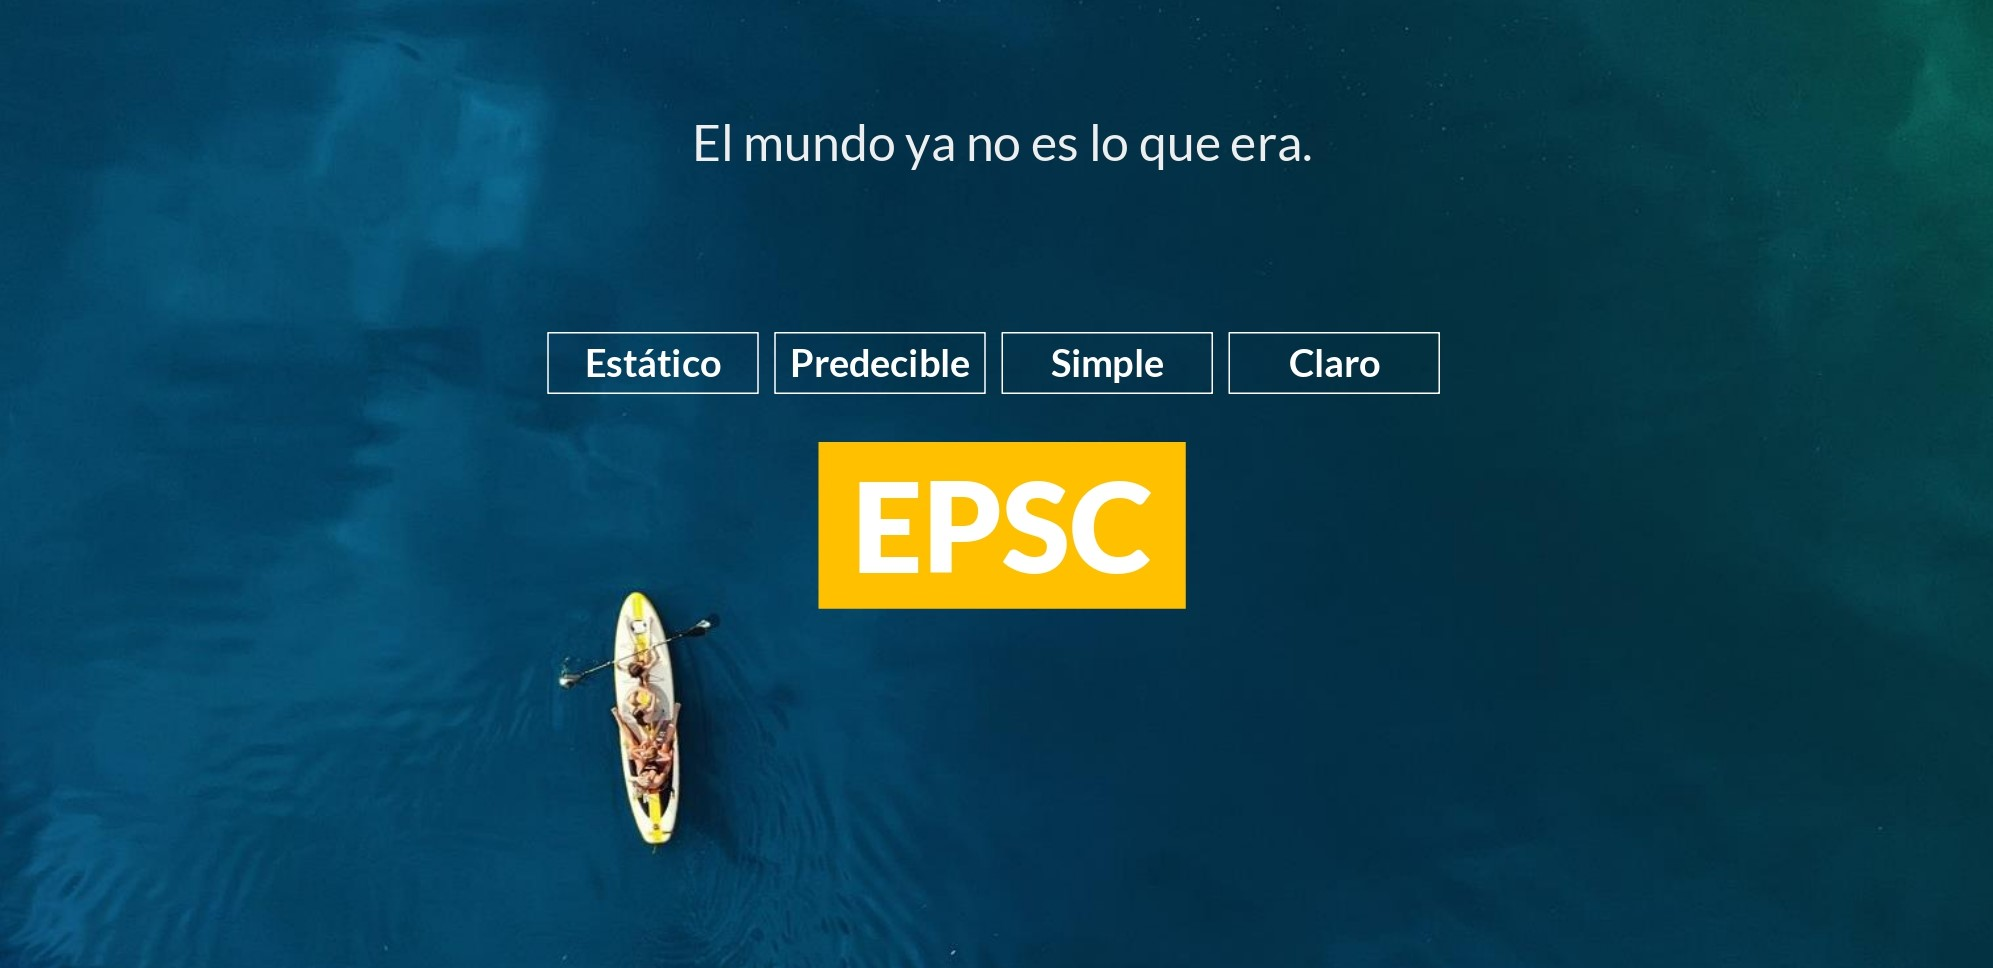 El mundo ya no es lo que era.
Estático Predecible Simple Claro
EPSC